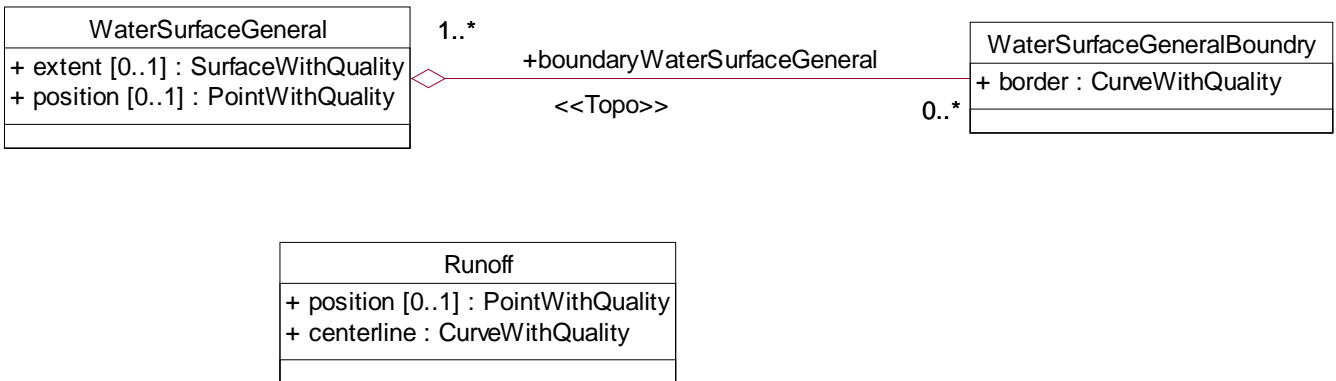 WaterSurfaceGeneral
+ extent [0..1] : SurfaceWithQuality
+ position [0..1] : PointWithQuality
1..*
+boundaryWaterSurfaceGeneral
<<Topo>>
0..*
WaterSurfaceGeneralBoundry
+ border : CurveWithQuality
Runoff
+ position [0..1] : PointWithQuality
+ centerline : CurveWithQuality